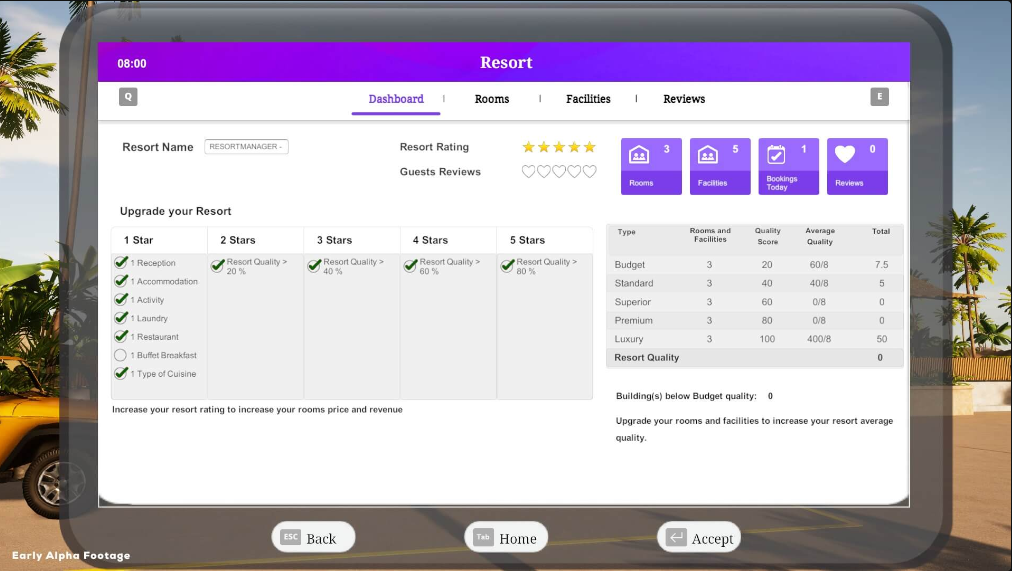 08:00
Resort
Q
Dashboard | Rooms | Facilities | Reviews
E
Resort Name
RESORTMANAGER -
Resort Rating
Guests Reviews
3
Rooms
5
Facilities
1
Bookings
Today
0
Reviews
Upgrade your Resort
1 Star
2 Stars
3 Stars
4 Stars
5 Stars
1 Reception
1 Accommodation
1 Activity
1 Laundry
1 Restaurant
1 Buffet Breakfast
1 Type of Cuisine
Resort Quality >
20 %
Resort Quality >
40 %
Resort Quality >
60 %
Resort Quality >
80 %
Increase your resort rating to increase your rooms price and revenue
Type
Rooms and
Facilities
Quality
Score
Average
Quality
Total
Budget 3 20 60/8 7.5
Standard 3 40 40/8 5
Superior 3 60 0/8 0
Premium 3 80 0/8 0
Luxury 3 100 400/8 50
Resort Quality 0
Building(s) below Budget quality: 0
Upgrade your rooms and facilities to increase your resort average
quality.
ESC Back
Tab Home
Accept
Early Alpha Footage